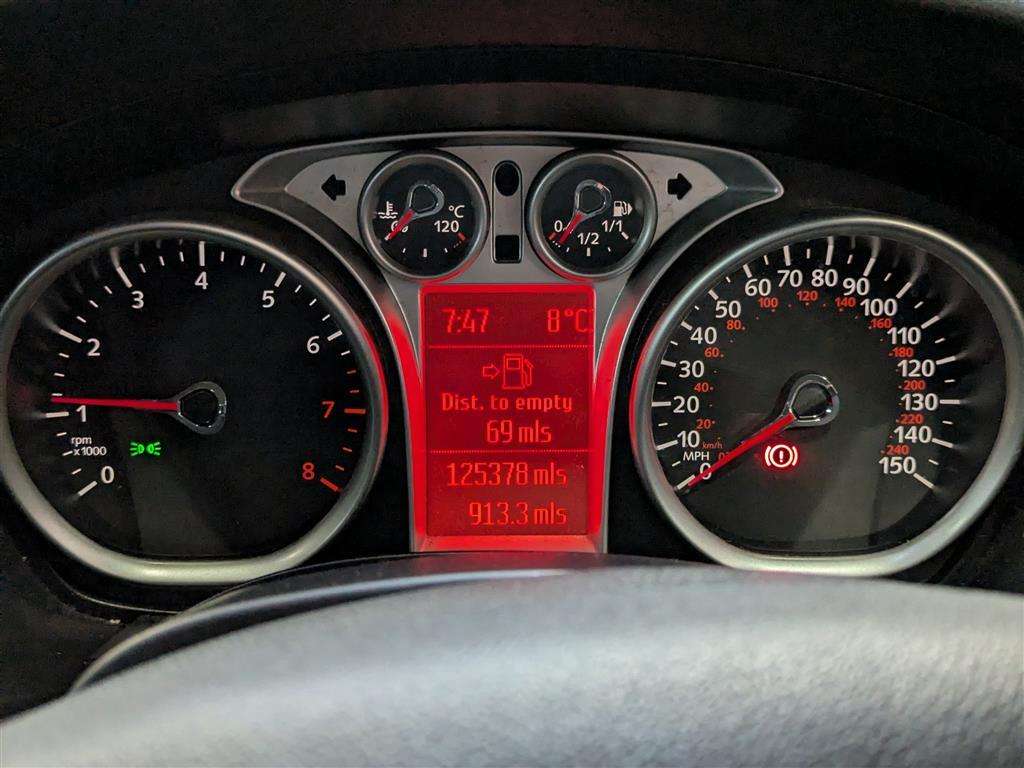 60 120 °C
0 1/2 1/1
0 1 2 3 4 5 6 7 8
rpm
x1000
7:47 8°C
Dist. to empty
69 mls
125378 mls
913.3 mls
0 10 20 30 40 50 60 70 80 90 100 110 120 130 140 150
MPH
km/h
20 40 60 80 100 120 140 160 180 200 220 240